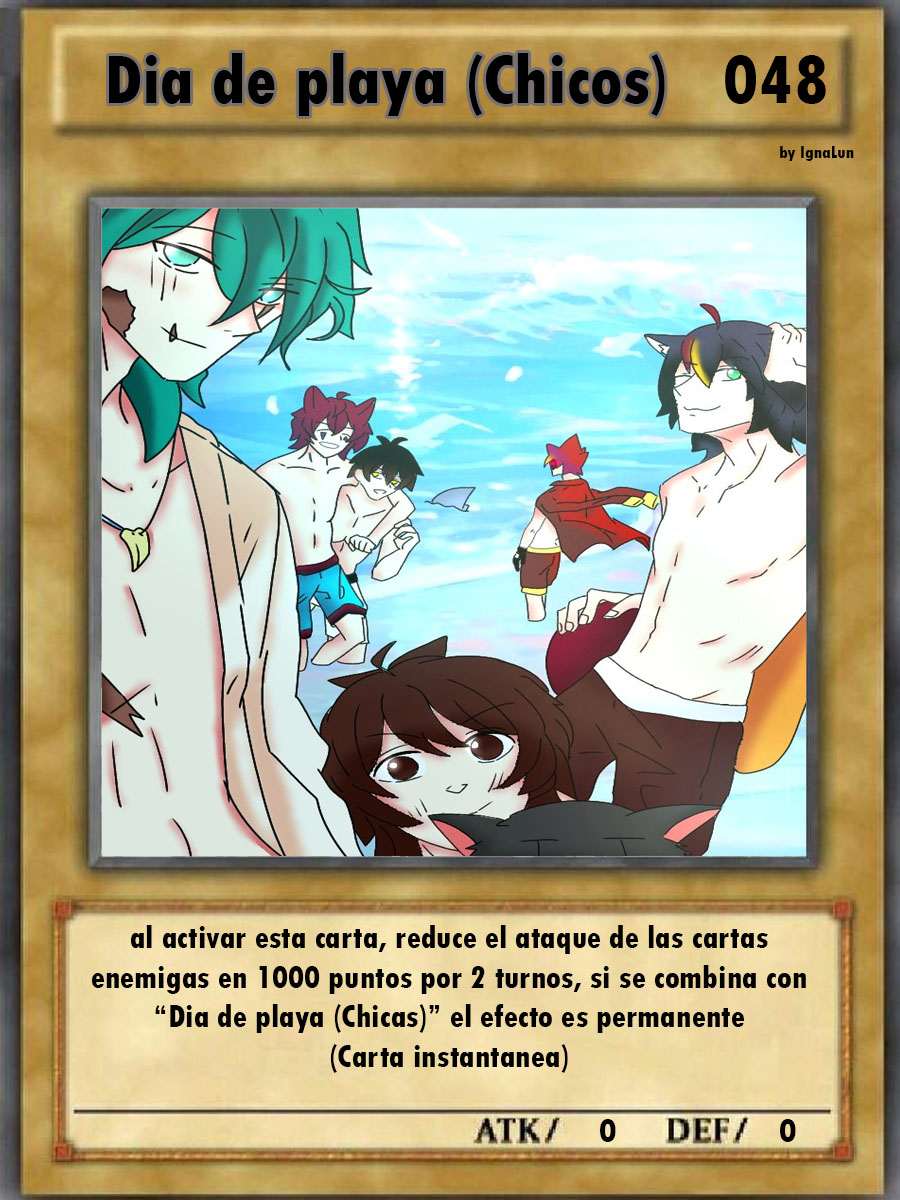 Dia de playa (Chicos) 048
by IgnaLun
al activar esta carta, reduce el ataque de las cartas
enemigas en 1000 puntos por 2 turnos, si se combina con
“Dia de playa (Chicas)” el efecto es permanente
(Carta instantanea)
ATK/ 0 DEF/ 0